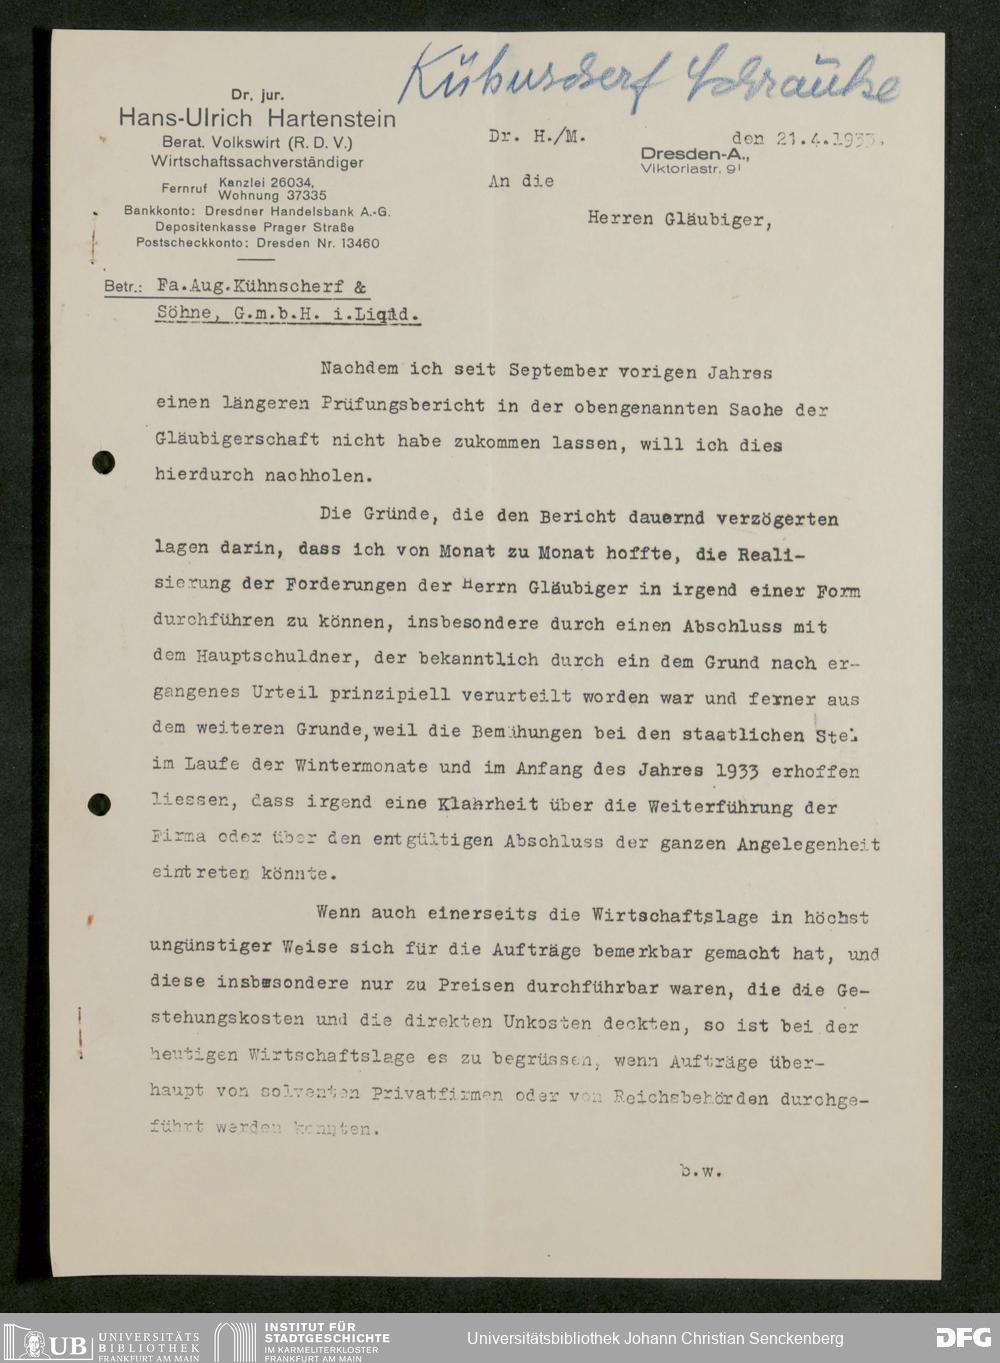 Kühnscherf Schränke
Dr. jur.
Hans-Ulrich Hartenstein
Berat. Volkswirt (R. D. V.)
Wirtschaftssachverständiger
Fernruf Kanzlei 26034,
Wohnung 37335
Bankkonto: Dresdner Handelsbank A.-G.
Depositenkasse Prager Straße
Postscheckkonto: Dresden Nr. 13460
Dr. H./M.
den 21.4.1933.
Dresden-A.,
Viktoriastr. 9 I
An die
Herren Gläubiger,
Betr.: Fa.Aug.Kühnscherf &
Söhne, G.m.b.H. i.Liqid.
Nachdem ich seit September vorigen Jahres
einen längeren Prüfungsbericht in der obengenannten Sache der
Gläubigerschaft nicht habe zukommen lassen, will ich dies
hierdurch nachholen.
Die Gründe, die den Bericht dauernd verzögerten
lagen darin, dass ich von Monat zu Monat hoffte, die Reali-
sierung der Forderungen der Herrn Gläubiger in irgend einer Form
durchführen zu können, insbesondere durch einen Abschluss mit
dem Hauptschuldner, der bekanntlich durch ein dem Grund nach er-
gangenes Urteil prinzipiell verurteilt worden war und ferner aus
dem weiteren Grunde,weil die Bemühungen bei den staatlichen Stel
im Laufe der Wintermonate und im Anfang des Jahres 1933 erhoffen
liessen, dass irgend eine Klahrheit über die Weiterführung der
Firma oder über den entgültigen Abschluss der ganzen Angelegenheit
eintreten könnte.
Wenn auch einerseits die Wirtschaftslage in höchst
ungünstiger Weise sich für die Aufträge bemerkbar gemacht hat, und
diese insbesondere nur zu Preisen durchführbar waren, die die Ge-
stehungskosten und die direkten Unkosten deckten, so ist bei der
heutigen Wirtschaftslage es zu begrüssen, wenn Aufträge über-
haupt von solventen Privatfirmen oder von Reichsbehörden durchge-
führt werden konnten.
b.w.
UB UNIVERSITÄTS
BIBLIOTHEK
FRANKFURT AM MAIN
INSTITUT FÜR
STADTGESCHICHTE
IM KARMELITERKLOSTER
FRANKFURT AM MAIN
Universitätsbibliothek Johann Christian Senckenberg
DFG